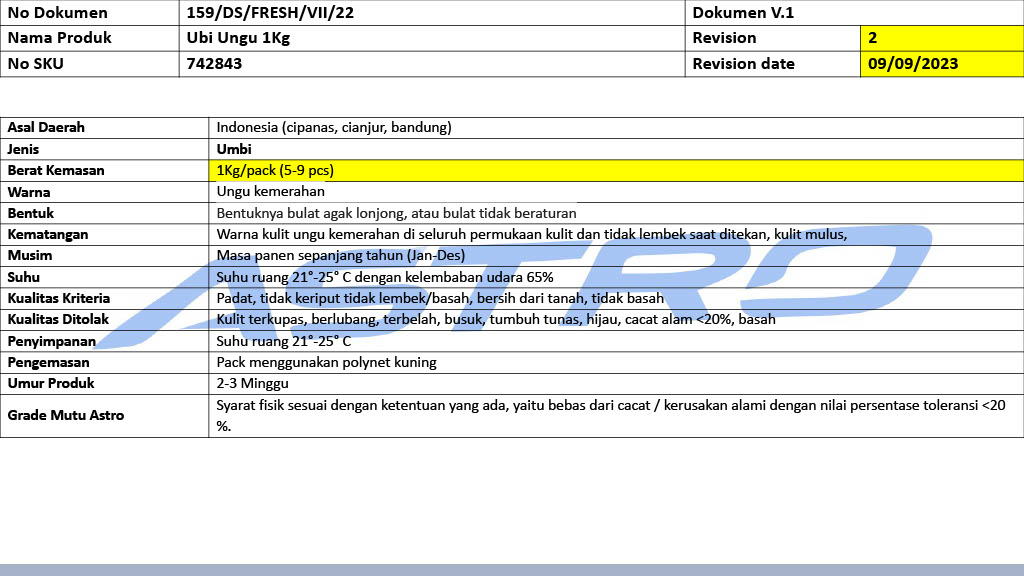 No Dokumen 159/DS/FRESH/VII/22 Dokumen V.1
Nama Produk Ubi Ungu 1Kg Revision 2
No SKU 742843 Revision date 09/09/2023
Asal Daerah Indonesia (cipanas, cianjur, bandung)
Jenis Umbi
Berat Kemasan 1Kg/pack (5-9 pcs)
Warna Ungu kemerahan
Bentuk Bentuknya bulat agak lonjong, atau bulat tidak beraturan
Kematangan Warna kulit ungu kemerahan di seluruh permukaan kulit dan tidak lembek saat ditekan, kulit mulus,
Musim Masa panen sepanjang tahun (Jan-Des)
Suhu Suhu ruang 21°-25° C dengan kelembaban udara 65%
Kualitas Kriteria Padat, tidak keriput tidak lembek/basah, bersih dari tanah, tidak basah
Kualitas Ditolak Kulit terkupas, berlubang, terbelah, busuk, tumbuh tunas, hijau, cacat alam <20%, basah
Penyimpanan Suhu ruang 21°-25° C
Pengemasan Pack menggunakan polynet kuning
Umur Produk 2-3 Minggu
Grade Mutu Astro Syarat fisik sesuai dengan ketentuan yang ada, yaitu bebas dari cacat / kerusakan alami dengan nilai persentase toleransi <20
%.
ASTRO